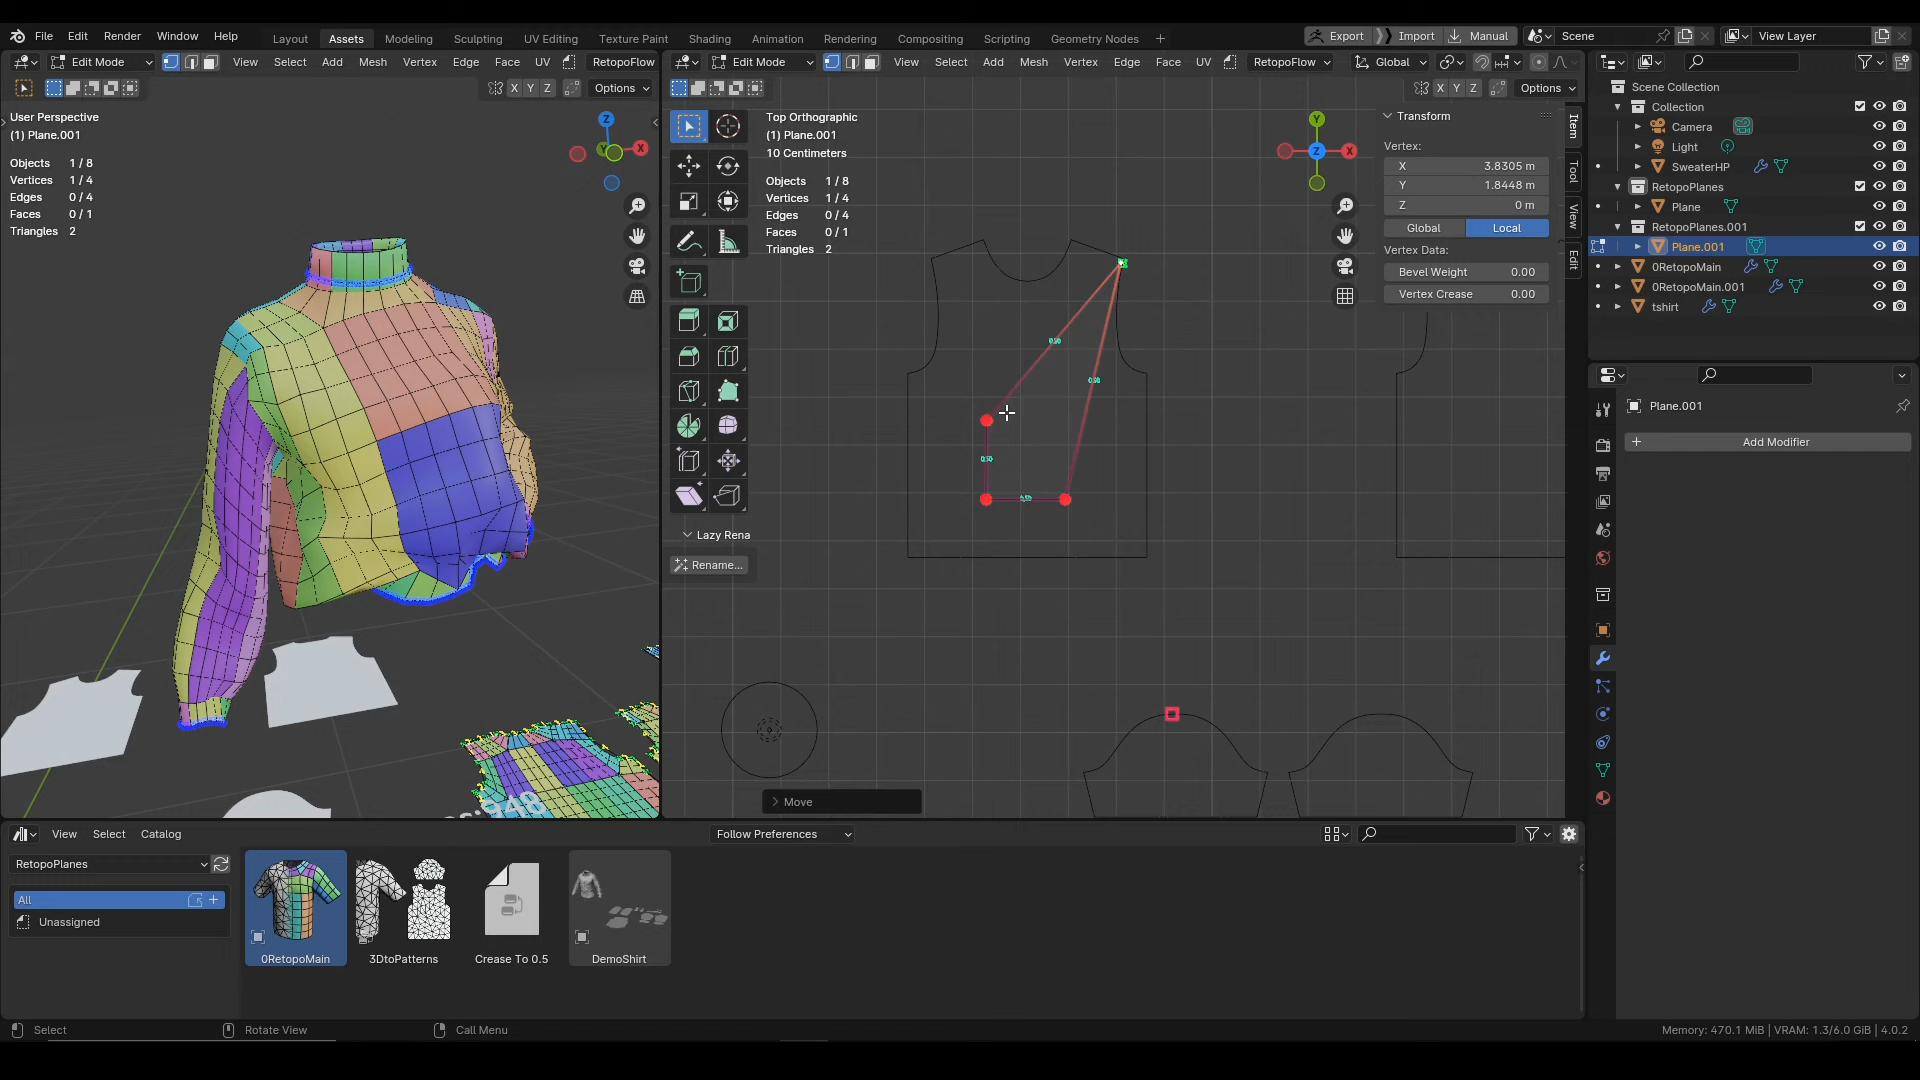 File Edit Render Window Help Layout Assets Modeling Sculpting UV Editing Texture Paint Shading Animation Rendering Compositing Scripting Geometry Nodes + Export Import Manual Scene View Layer
Edit Mode View Select Add Mesh Vertex Edge Face UV RetopoFlow
X Y Z Options
User Perspective
(1) Plane.001
Objects 1 / 8
Vertices 1 / 4
Edges 0 / 4
Faces 0 / 1
Triangles 2
Z
Y
X
Edit Mode View Select Add Mesh Vertex Edge Face UV RetopoFlow Global
X Y Z Options
Top Orthographic
(1) Plane.001
10 Centimeters
Objects 1 / 8
Vertices 1 / 4
Edges 0 / 4
Faces 0 / 1
Triangles 2
Lazy Rena
Rename...
Y
Z
X
Move
Transform
Vertex:
X 3.8305 m
Y 1.8448 m
Z 0 m
Global Local
Vertex Data:
Bevel Weight 0.00
Vertex Crease 0.00
Item
Tool
View
Edit
Scene Collection
Collection
Camera
Light
SweaterHP
RetopoPlanes
Plane
RetopoPlanes.001
Plane.001
0RetopoMain
0RetopoMain.001
tshirt
Plane.001
+ Add Modifier
View Select Catalog Follow Preferences
RetopoPlanes
All +
Unassigned
0RetopoMain 3DtoPatterns Crease To 0.5 DemoShirt
Select Rotate View Call Menu Memory: 470.1 MiB | VRAM: 1.3/6.0 GiB | 4.0.2